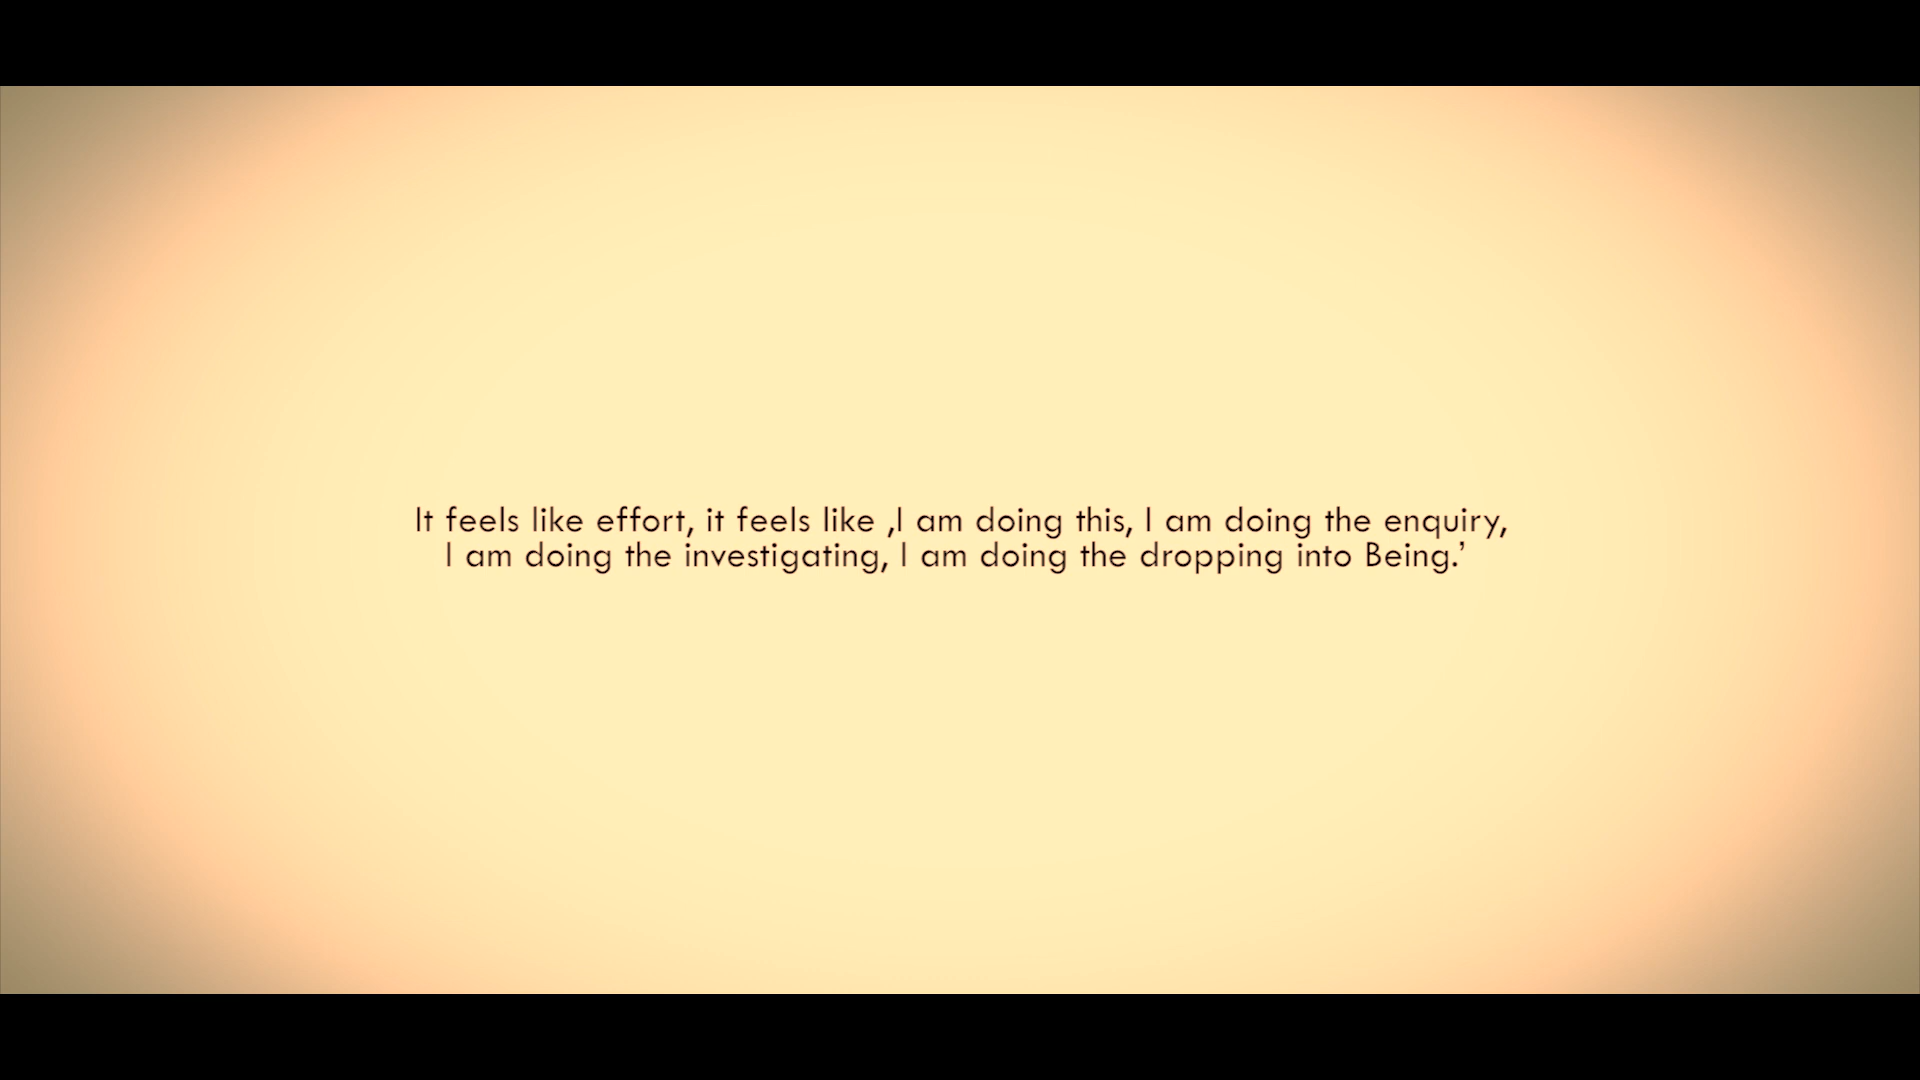 It feels like effort, it feels like ,I am doing this, I am doing the enquiry,
I am doing the investigating, I am doing the dropping into Being.’